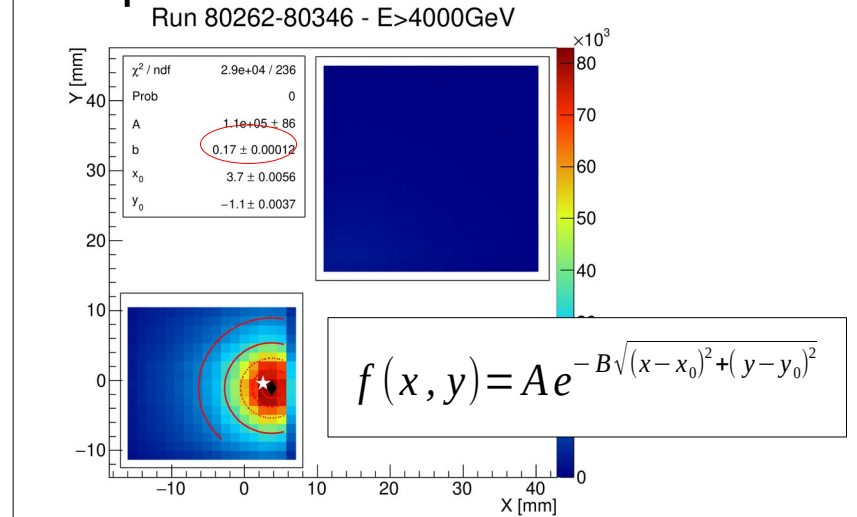 Run 80262-80346 - E>4000GeV
×10³
Y [mm]
χ² / ndf 2.9e+04 / 236
Prob 0
A 1.1e+05 ± 86
b 0.17 ± 0.00012
x₀ 3.7 ± 0.0056
y₀ −1.1 ± 0.0037
40
30
20
10
0
−10
80
70
60
50
40
0
f(x,y)=Ae^{−B√((x−x₀)²+(y−y₀)²)}
−10 0 10 20 30 40
X [mm]